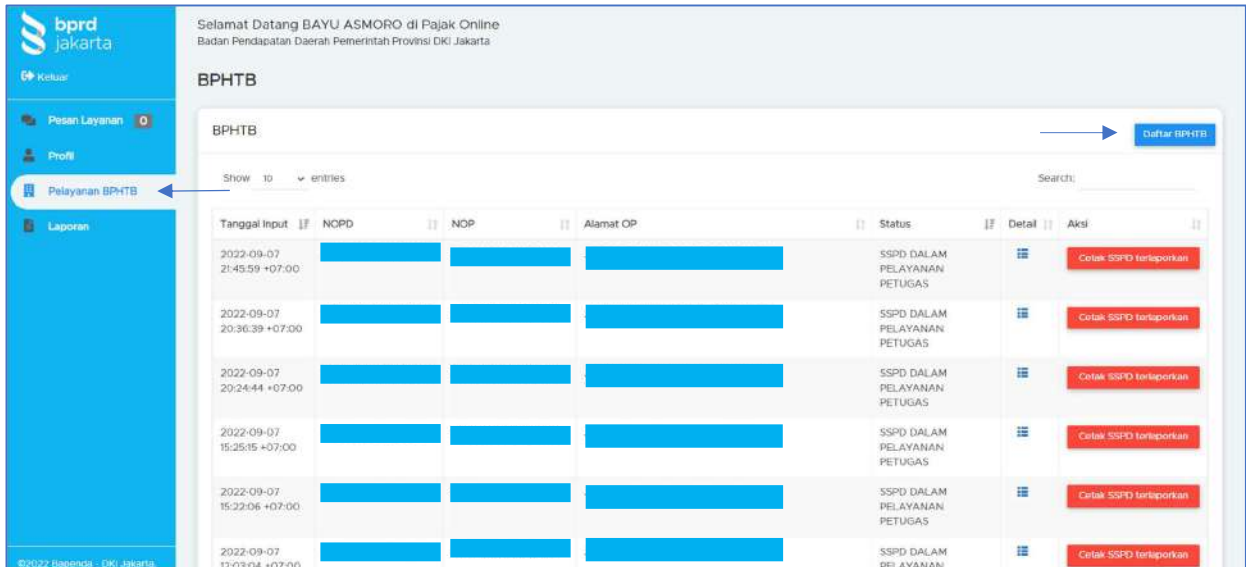 bprd
jakarta
Keluar
Pesan Layanan 0
Profil
Pelayanan BPHTB
Laporan
©2022 Bapenda - DKI Jakarta.
Selamat Datang BAYU ASMORO di Pajak Online
Badan Pendapatan Daerah Pemerintah Provinsi DKI Jakarta
BPHTB
BPHTB
Daftar BPHTB
Show 10 entries
Search:
Tanggal Input NOPD NOP Alamat OP Status Detail Aksi
2022-09-07
21:45:59 +07:00
SSPD DALAM
PELAYANAN
PETUGAS
Cetak SSPD terlaporkan
2022-09-07
20:36:39 +07:00
SSPD DALAM
PELAYANAN
PETUGAS
Cetak SSPD terlaporkan
2022-09-07
20:24:44 +07:00
SSPD DALAM
PELAYANAN
PETUGAS
Cetak SSPD terlaporkan
2022-09-07
15:25:15 +07:00
SSPD DALAM
PELAYANAN
PETUGAS
Cetak SSPD terlaporkan
2022-09-07
15:22:06 +07:00
SSPD DALAM
PELAYANAN
PETUGAS
Cetak SSPD terlaporkan
2022-09-07
SSPD DALAM
PELAYANAN
Cetak SSPD terlaporkan